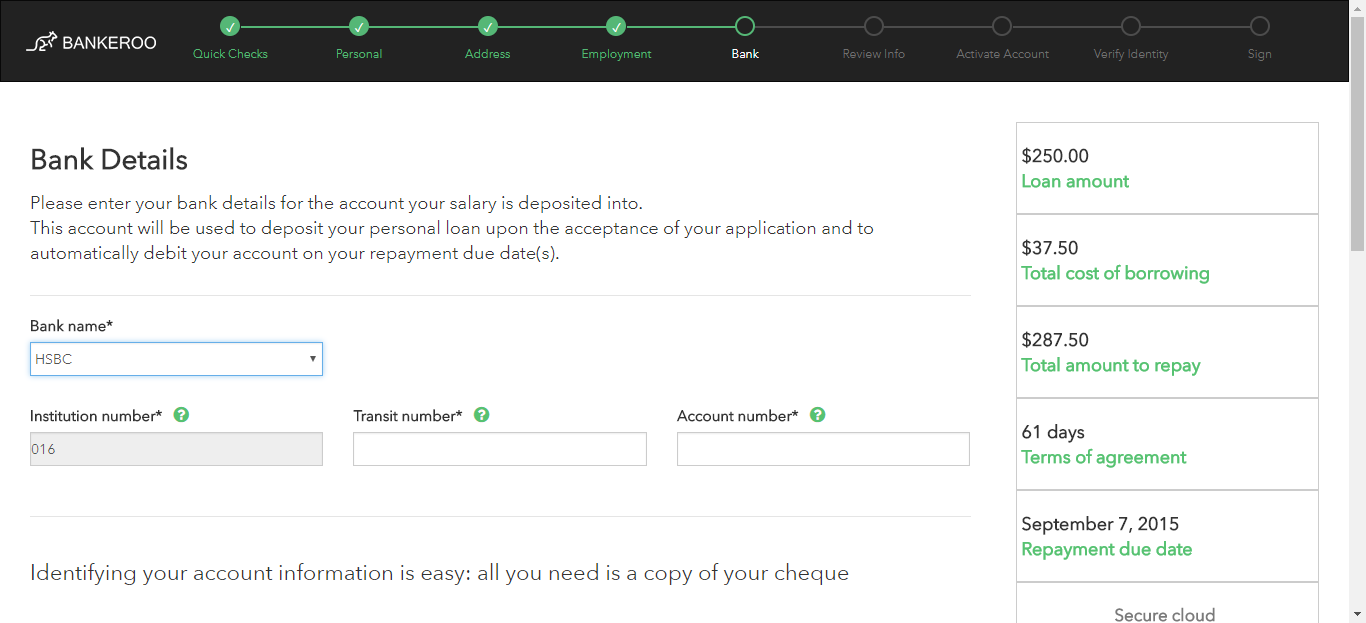 BANKEROO
Quick Checks
Personal
Address
Employment
Bank
Review Info
Activate Account
Verify Identity
Sign
Bank Details
Please enter your bank details for the account your salary is deposited into.
This account will be used to deposit your personal loan upon the acceptance of your application and to
automatically debit your account on your repayment due date(s).
Bank name*
HSBC
Institution number* ?
Transit number* ?
Account number* ?
016
Identifying your account information is easy: all you need is a copy of your cheque
$250.00
Loan amount
$37.50
Total cost of borrowing
$287.50
Total amount to repay
61 days
Terms of agreement
September 7, 2015
Repayment due date
Secure cloud